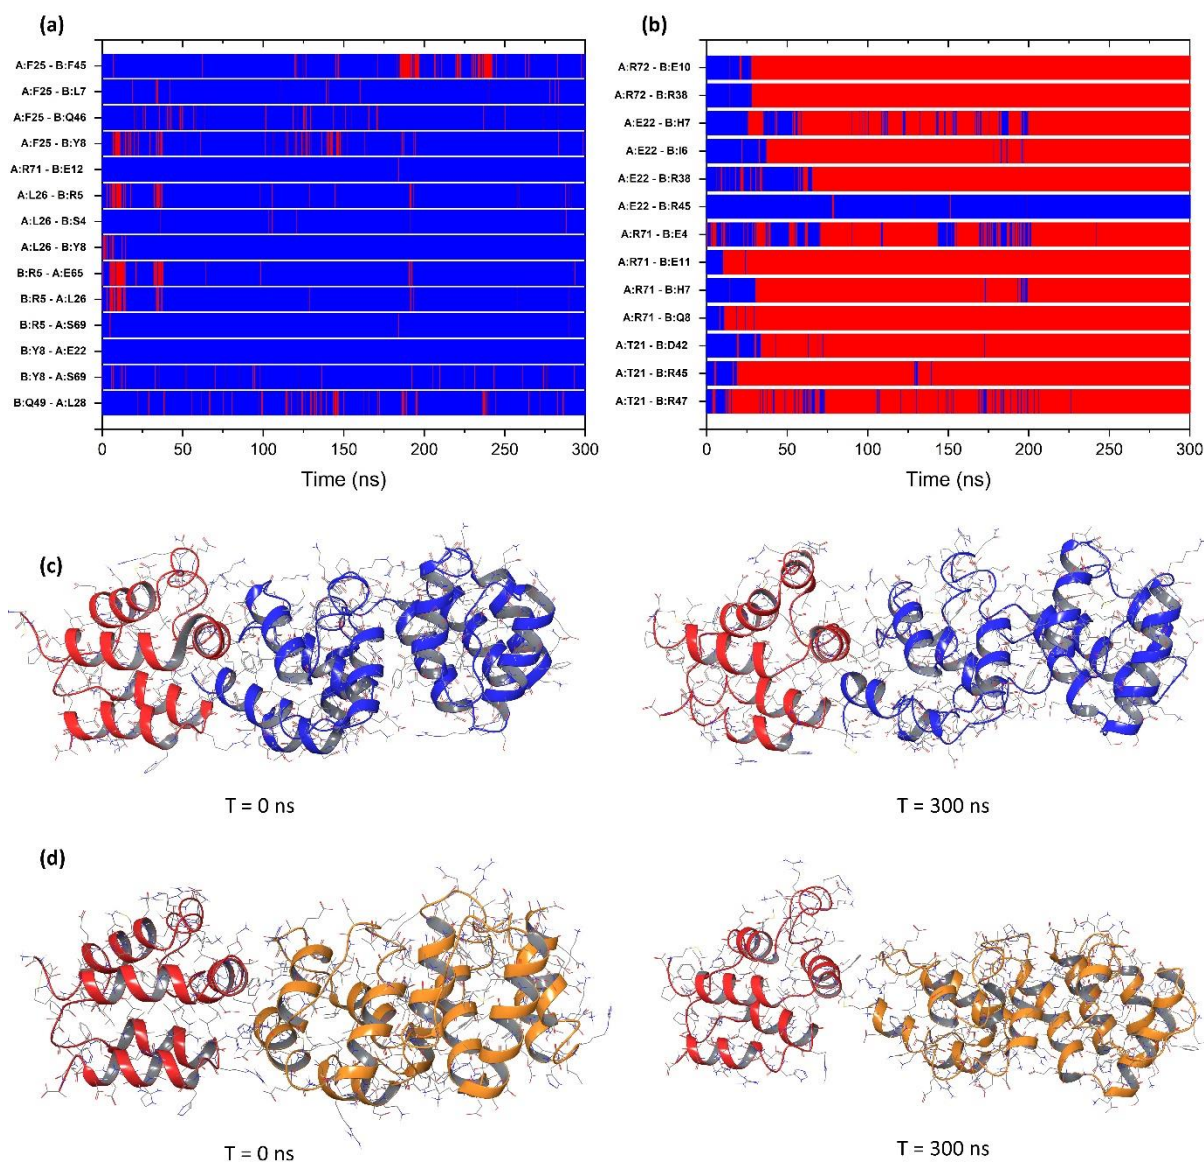 (a)
A:F25 - B:F45
A:F25 - B:L7
A:F25 - B:Q46
A:F25 - B:Y8
A:R71 - B:E12
A:L26 - B:R5
A:L26 - B:S4
A:L26 - B:Y8
B:R5 - A:E65
B:R5 - A:L26
B:R5 - A:S69
B:Y8 - A:E22
B:Y8 - A:S69
B:Q49 - A:L28
0 50 100 150 200 250 300
Time (ns)
(b)
A:R72 - B:E10
A:R72 - B:R38
A:E22 - B:H7
A:E22 - B:I6
A:E22 - B:R38
A:E22 - B:R45
A:R71 - B:E4
A:R71 - B:E11
A:R71 - B:H7
A:R71 - B:Q8
A:T21 - B:D42
A:T21 - B:R45
A:T21 - B:R47
0 50 100 150 200 250 300
Time (ns)
(c)
T = 0 ns
T = 300 ns
(d)
T = 0 ns
T = 300 ns